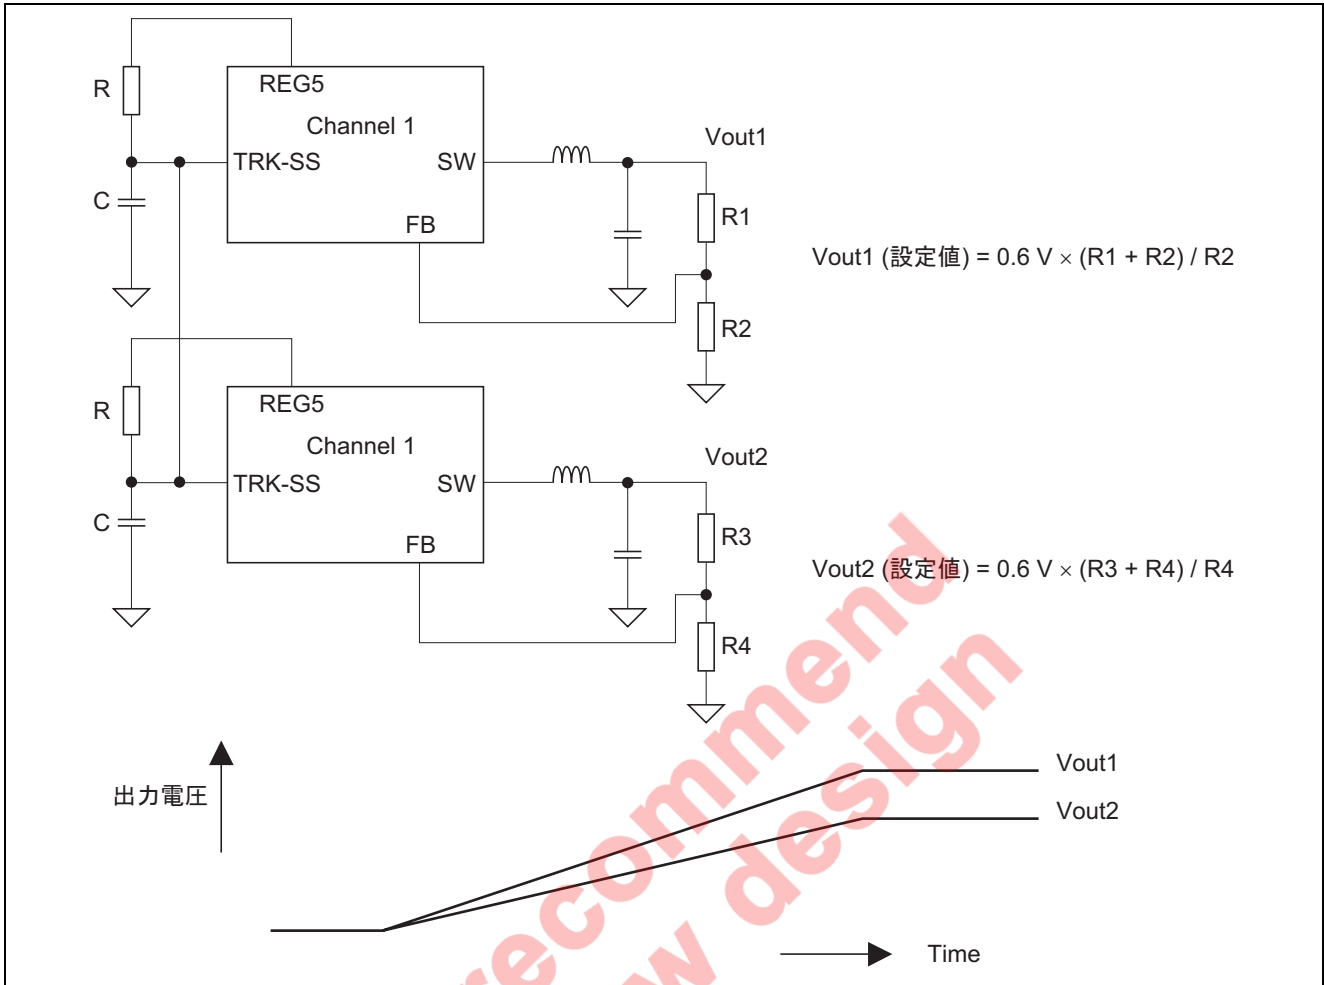 R
REG5
Channel 1
TRK-SS
SW
Vout1
C
FB
R1
Vout1 (設定値) = 0.6 V × (R1 + R2) / R2
R2
R
REG5
Channel 1
TRK-SS
SW
Vout2
C
FB
R3
Vout2 (設定値) = 0.6 V × (R3 + R4) / R4
R4
出力電圧
Vout1
Vout2
Time
recommend
w design